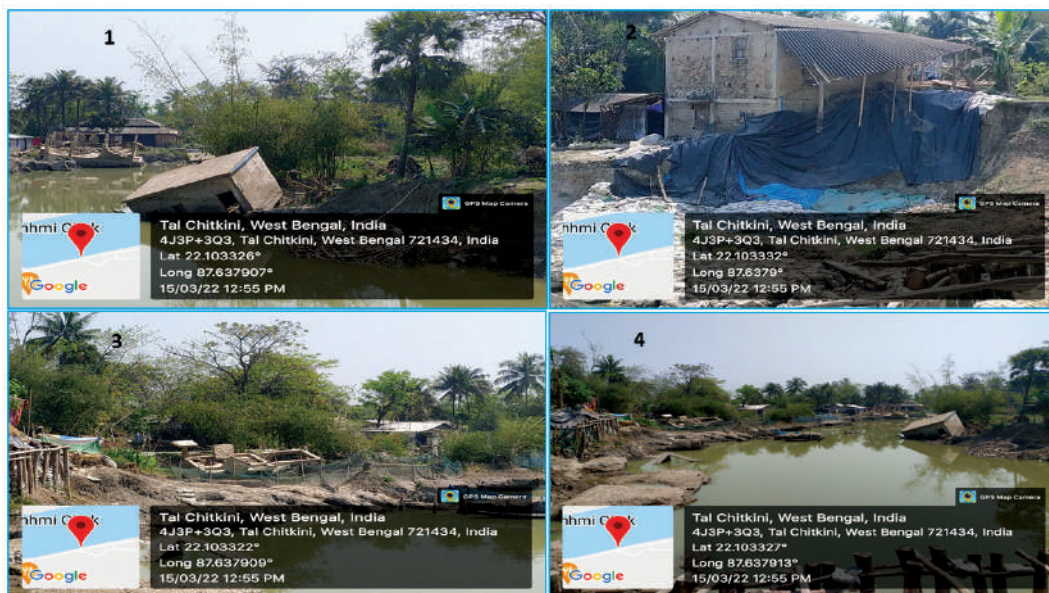 1
GPS Map Camera
nhmi C k
Google
Tal Chitkini, West Bengal, India
4J3P+3Q3, Tal Chitkini, West Bengal 721434, India
Lat 22.103326°
Long 87.637907°
15/03/22 12:55 PM
2
GPS Map Camera
nhmi C k
Google
Tal Chitkini, West Bengal, India
4J3P+3Q3, Tal Chitkini, West Bengal 721434, India
Lat 22.103332°
Long 87.6379°
15/03/22 12:55 PM
3
GPS Map Camera
nhmi C k
Google
Tal Chitkini, West Bengal, India
4J3P+3Q3, Tal Chitkini, West Bengal 721434, India
Lat 22.103322°
Long 87.637909°
15/03/22 12:55 PM
4
GPS Map Camera
nhmi C k
Google
Tal Chitkini, West Bengal, India
4J3P+3Q3, Tal Chitkini, West Bengal 721434, India
Lat 22.103327°
Long 87.637913°
15/03/22 12:55 PM